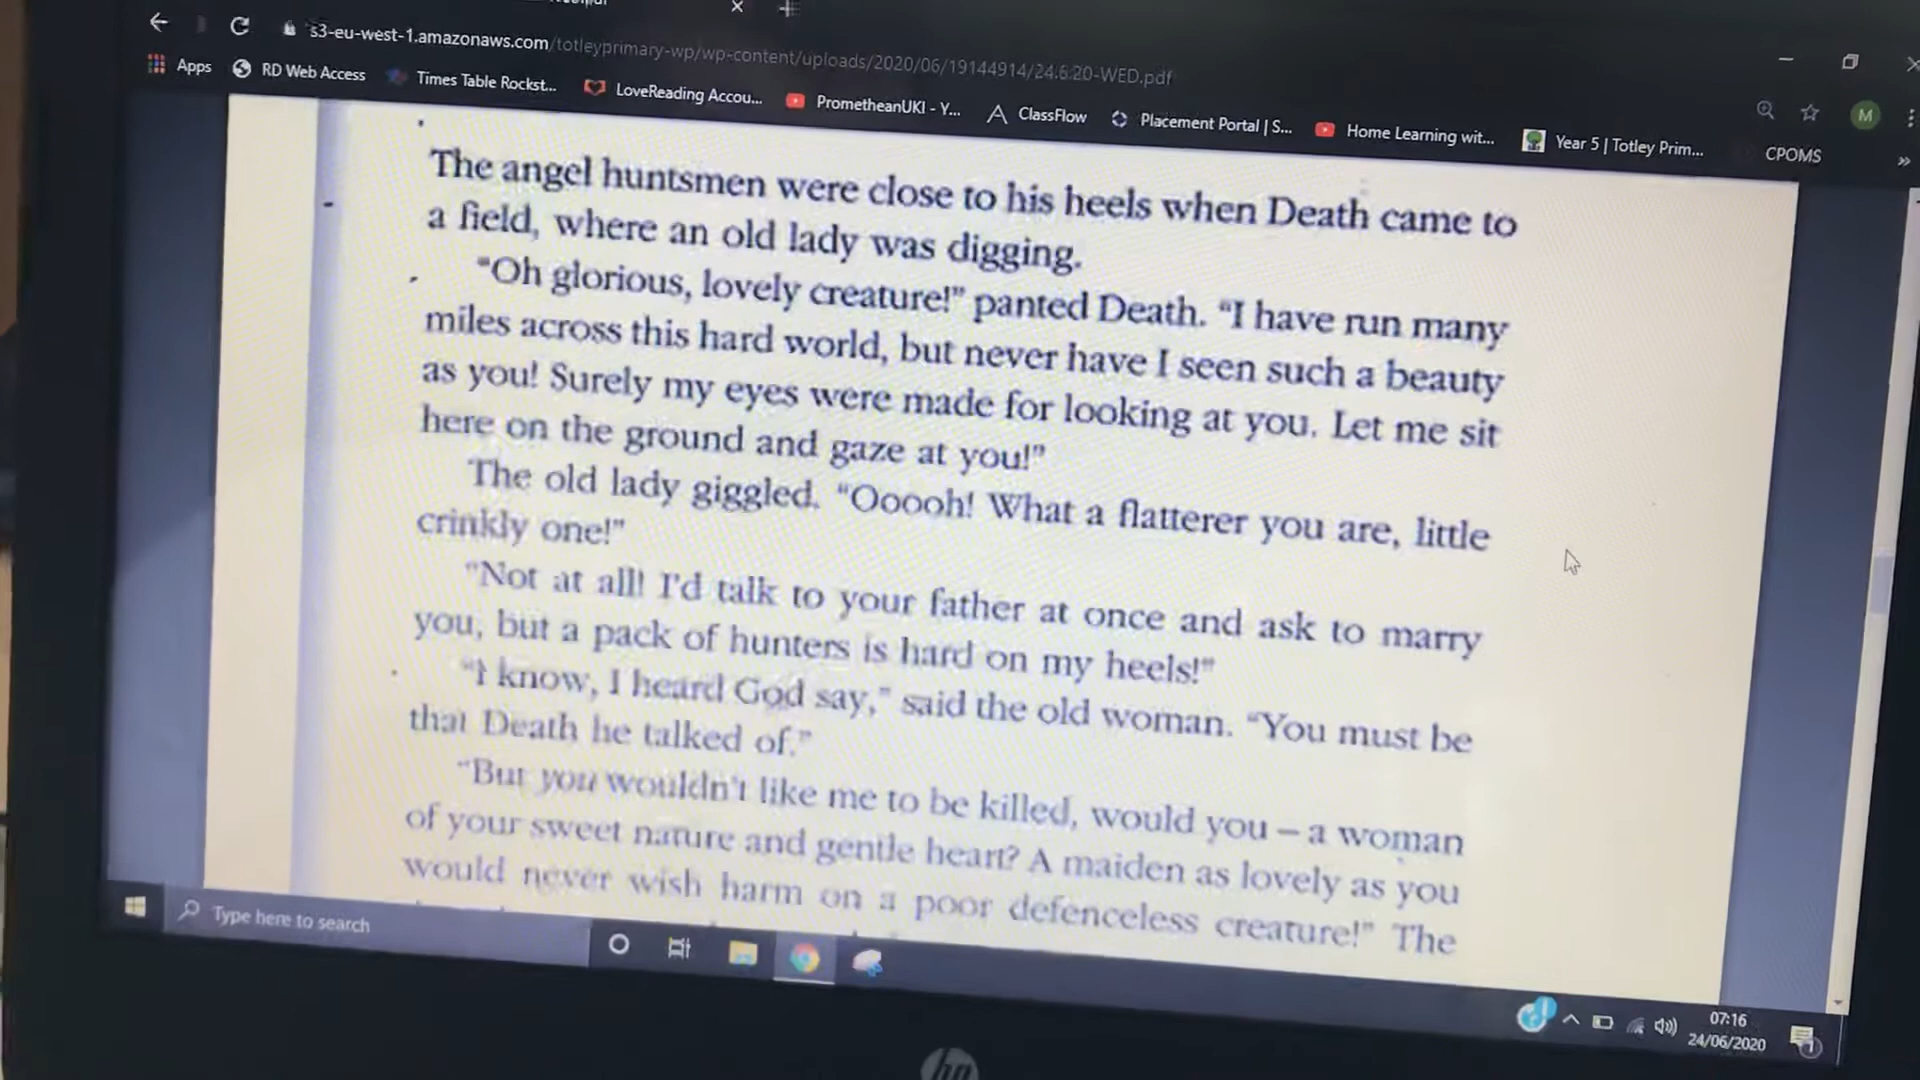 s3-eu-west-1.amazonaws.com/totleyprimary-wp/wp-content/uploads/2020/06/19144914/24.6.20-WED.pdf
Apps RD Web Access Times Table Rockst... LoveReading Accou... PrometheanUKI - Y... ClassFlow Placement Portal | S... Home Learning wit... Year 5 | Totley Prim... CPOMS »
M
The angel huntsmen were close to his heels when Death came to
a field, where an old lady was digging.
"Oh glorious, lovely creature!" panted Death. "I have run many
miles across this hard world, but never have I seen such a beauty
as you! Surely my eyes were made for looking at you. Let me sit
here on the ground and gaze at you!"
The old lady giggled. "Ooooh! What a flatterer you are, little
crinkly one!"
"Not at all! I'd talk to your father at once and ask to marry
you, but a pack of hunters is hard on my heels!"
"I know, I heard God say," said the old woman. "You must be
that Death he talked of."
"But you wouldn't like me to be killed, would you – a woman
of your sweet nature and gentle heart? A maiden as lovely as you
would never wish harm on a poor defenceless creature!" The
Type here to search
07:16
24/06/2020
hp